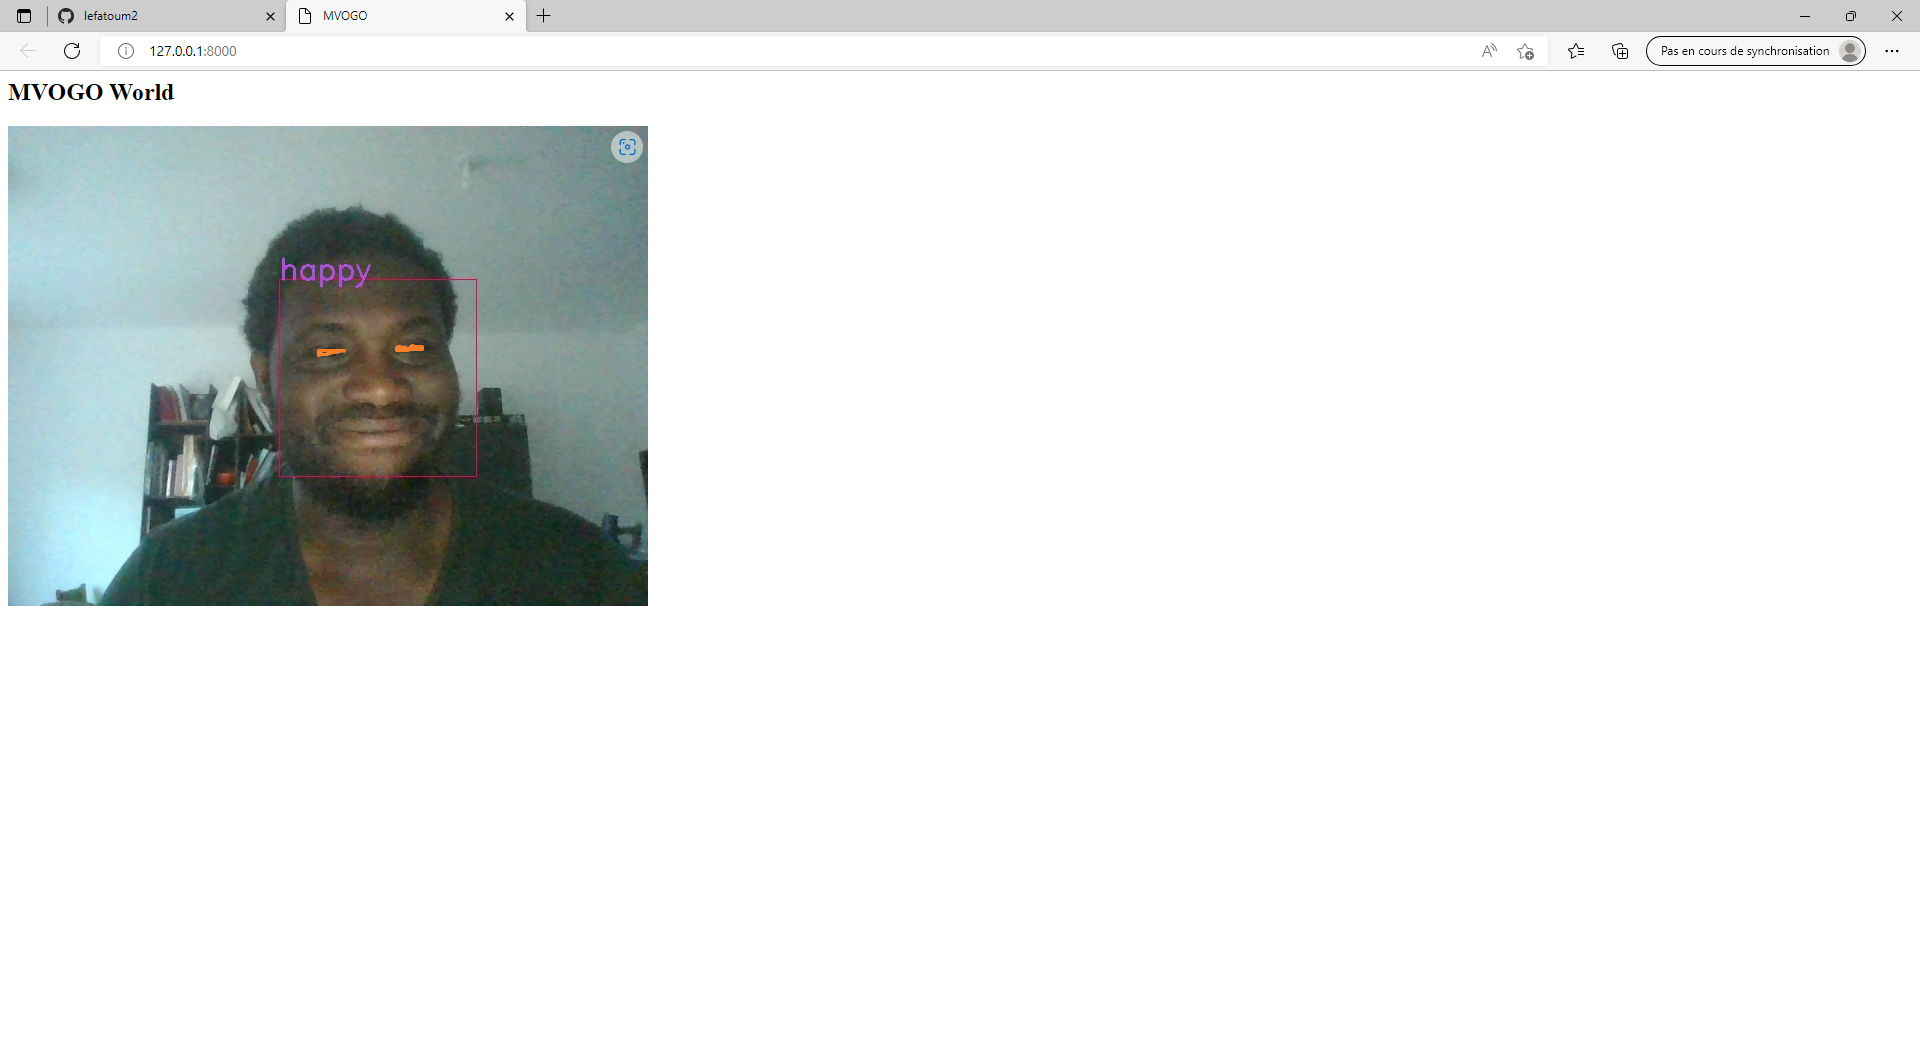 lefatoum2
MVOGO
127.0.0.1:8000
Pas en cours de synchronisation
MVOGO World
happy